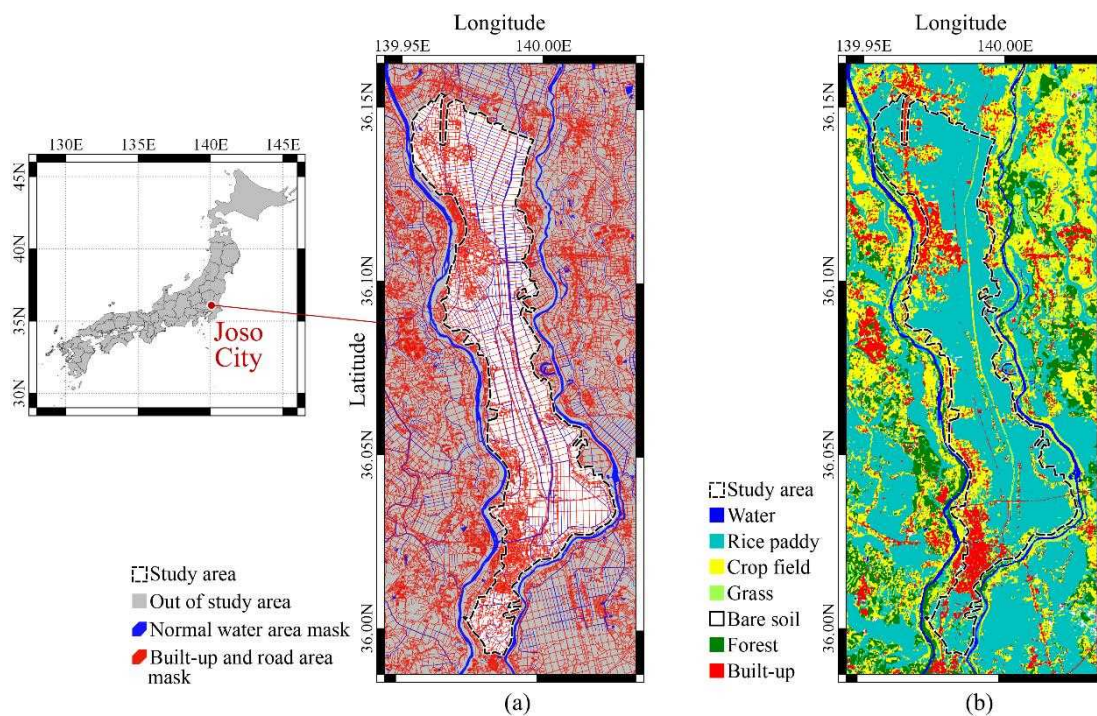 Longitude
139.95E 140.00E
Longitude
139.95E 140.00E
130E 135E 140E 145E
45N
40N
35N
30N
Joso
City
Latitude
36.15N
36.10N
36.05N
36.00N
36.15N
36.10N
36.05N
36.00N
Study area
Out of study area
Normal water area mask
Built-up and road area
mask
(a)
Study area
Water
Rice paddy
Crop field
Grass
Bare soil
Forest
Built-up
(b)